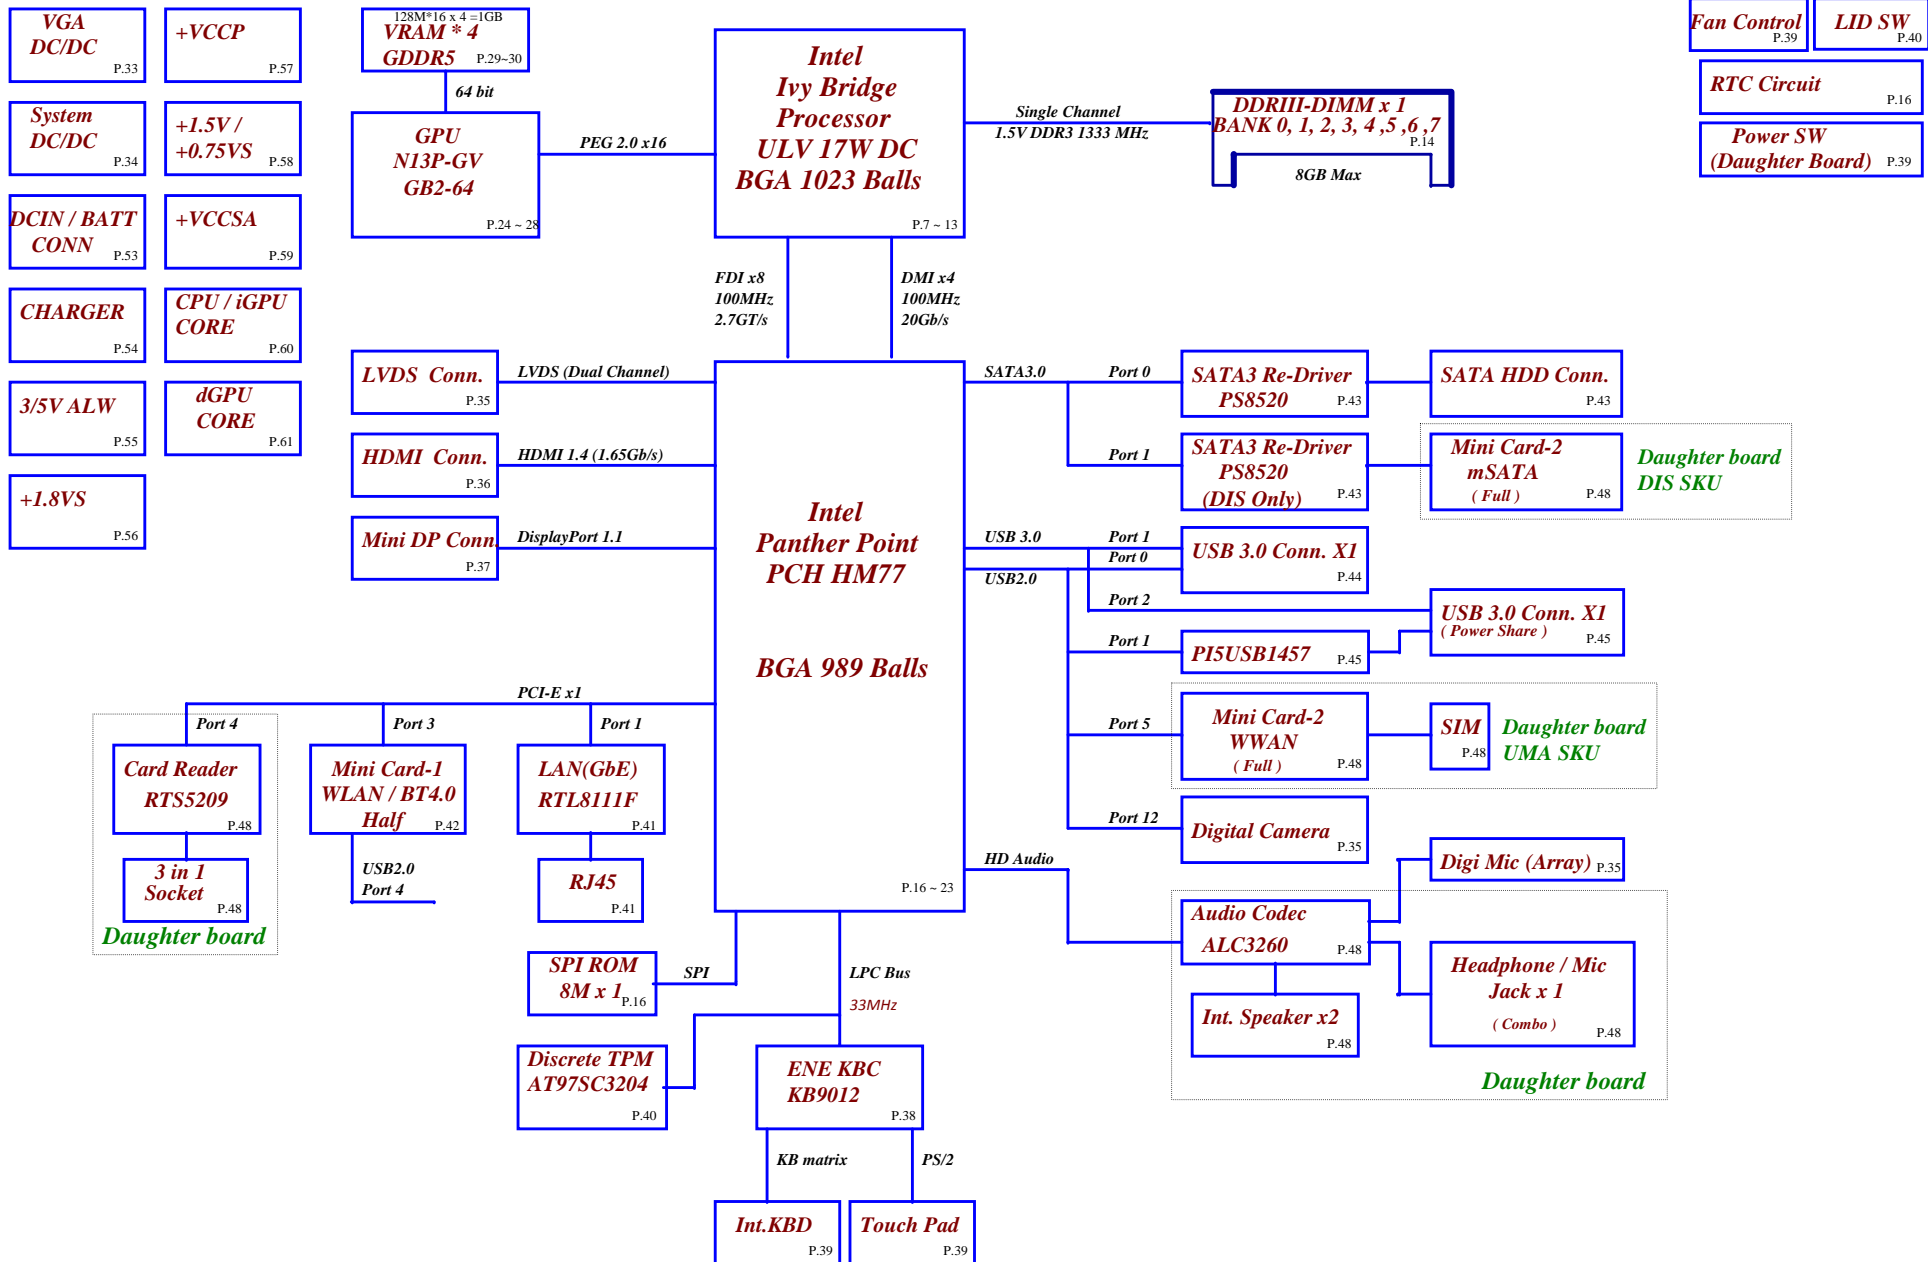 VGA
DC/DC
P.33
+VCCP
P.57
System
DC/DC
P.34
+1.5V /
+0.75VS
P.58
DCIN / BATT
CONN
P.53
+VCCSA
P.59
CHARGER
P.54
CPU / iGPU
CORE
P.60
3/5V ALW
P.55
dGPU
CORE
P.61
+1.8VS
P.56
128M*16 x 4 =1GB
VRAM * 4
GDDR5
P.29~30
64 bit
GPU
N13P-GV
GB2-64
P.24 ~ 28
PEG 2.0 x16
Intel
Ivy Bridge
Processor
ULV 17W DC
BGA 1023 Balls
P.7 ~ 13
Single Channel
1.5V DDR3 1333 MHz
DDRIII-DIMM x 1
BANK 0, 1, 2, 3, 4 ,5 ,6 ,7
P.14
8GB Max
Fan Control
P.39
LID SW
P.40
RTC Circuit
P.16
Power SW
(Daughter Board)
P.39
FDI x8
100MHz
2.7GT/s
DMI x4
100MHz
20Gb/s
LVDS Conn.
P.35
LVDS (Dual Channel)
HDMI Conn.
P.36
HDMI 1.4 (1.65Gb/s)
Mini DP Conn.
P.37
DisplayPort 1.1
Intel
Panther Point
PCH HM77
BGA 989 Balls
P.16 ~ 23
SATA3.0
Port 0
SATA3 Re-Driver
PS8520
P.43
SATA HDD Conn.
P.43
Port 1
SATA3 Re-Driver
PS8520
(DIS Only)
P.43
Mini Card-2
mSATA
( Full )
P.48
Daughter board
DIS SKU
USB 3.0
Port 1
USB2.0
Port 0
USB 3.0 Conn. X1
P.44
Port 2
USB 3.0 Conn. X1
( Power Share )
P.45
Port 1
PI5USB1457
P.45
Port 5
Mini Card-2
WWAN
( Full )
P.48
SIM
P.48
Daughter board
UMA SKU
Port 12
Digital Camera
P.35
HD Audio
Digi Mic (Array)
P.35
Audio Codec
ALC3260
P.48
Headphone / Mic
Jack x 1
( Combo )
P.48
Int. Speaker x2
P.48
Daughter board
PCI-E x1
Port 4
Port 3
Port 1
Card Reader
RTS5209
P.48
3 in 1
Socket
P.48
Daughter board
Mini Card-1
WLAN / BT4.0
Half
P.42
USB2.0
Port 4
LAN(GbE)
RTL8111F
P.41
RJ45
P.41
SPI ROM
8M x 1
P.16
SPI
LPC Bus
33MHz
Discrete TPM
AT97SC3204
P.40
ENE KBC
KB9012
P.38
KB matrix
PS/2
Int.KBD
P.39
Touch Pad
P.39